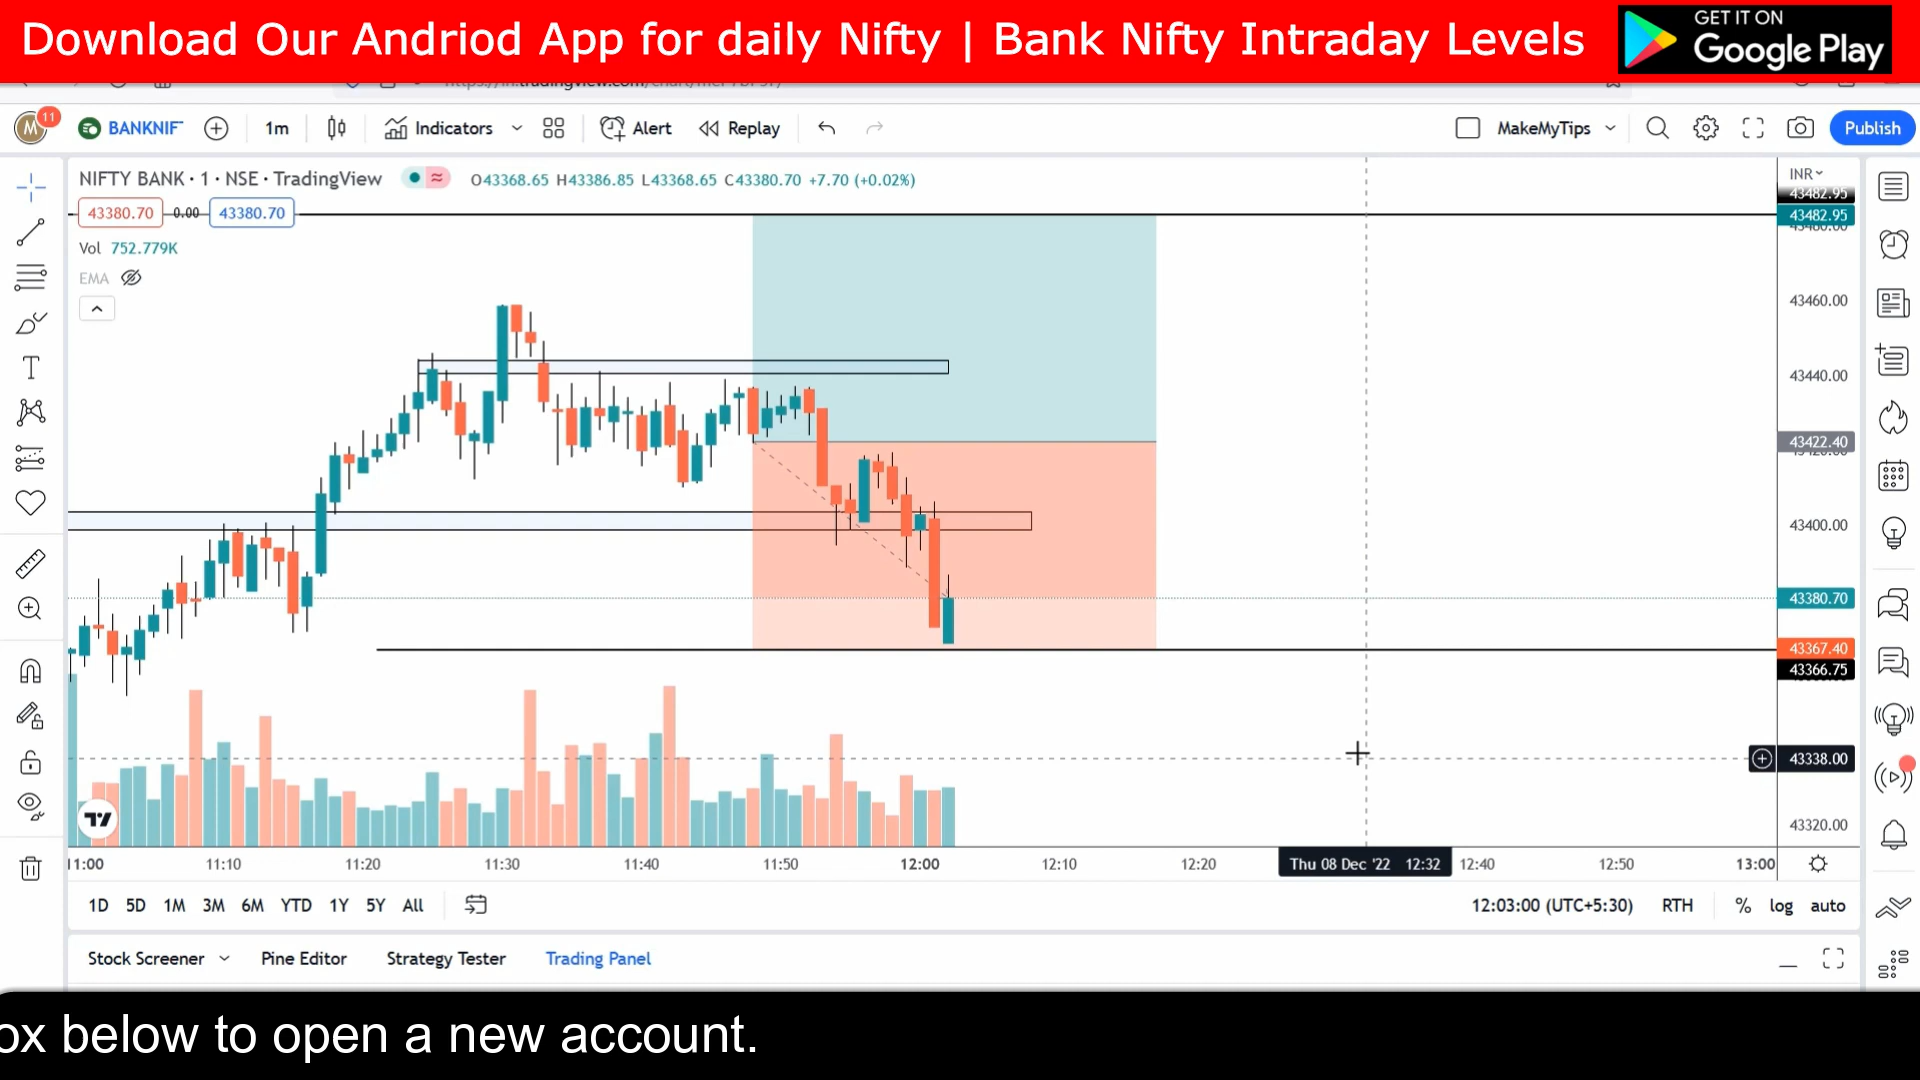 Download Our Andriod App for daily Nifty | Bank Nifty Intraday Levels
GET IT ON
Google Play
M
11
BANKNIF
1m
Indicators
Alert
Replay
MakeMyTips
Publish
NIFTY BANK · 1 · NSE · TradingView
O43368.65 H43386.85 L43368.65 C43380.70 +7.70 (+0.02%)
INR
43482.95
43482.95
43380.70
0.00
43380.70
Vol 752.779K
EMA
43460.00
43440.00
43422.40
43400.00
43380.70
43367.40
43366.75
43338.00
43320.00
11:00
11:10
11:20
11:30
11:40
11:50
12:00
12:10
12:20
Thu 08 Dec '22 12:32
12:40
12:50
13:00
1D 5D 1M 3M 6M YTD 1Y 5Y All
12:03:00 (UTC+5:30) RTH % log auto
Stock Screener Pine Editor Strategy Tester Trading Panel
ox below to open a new account.